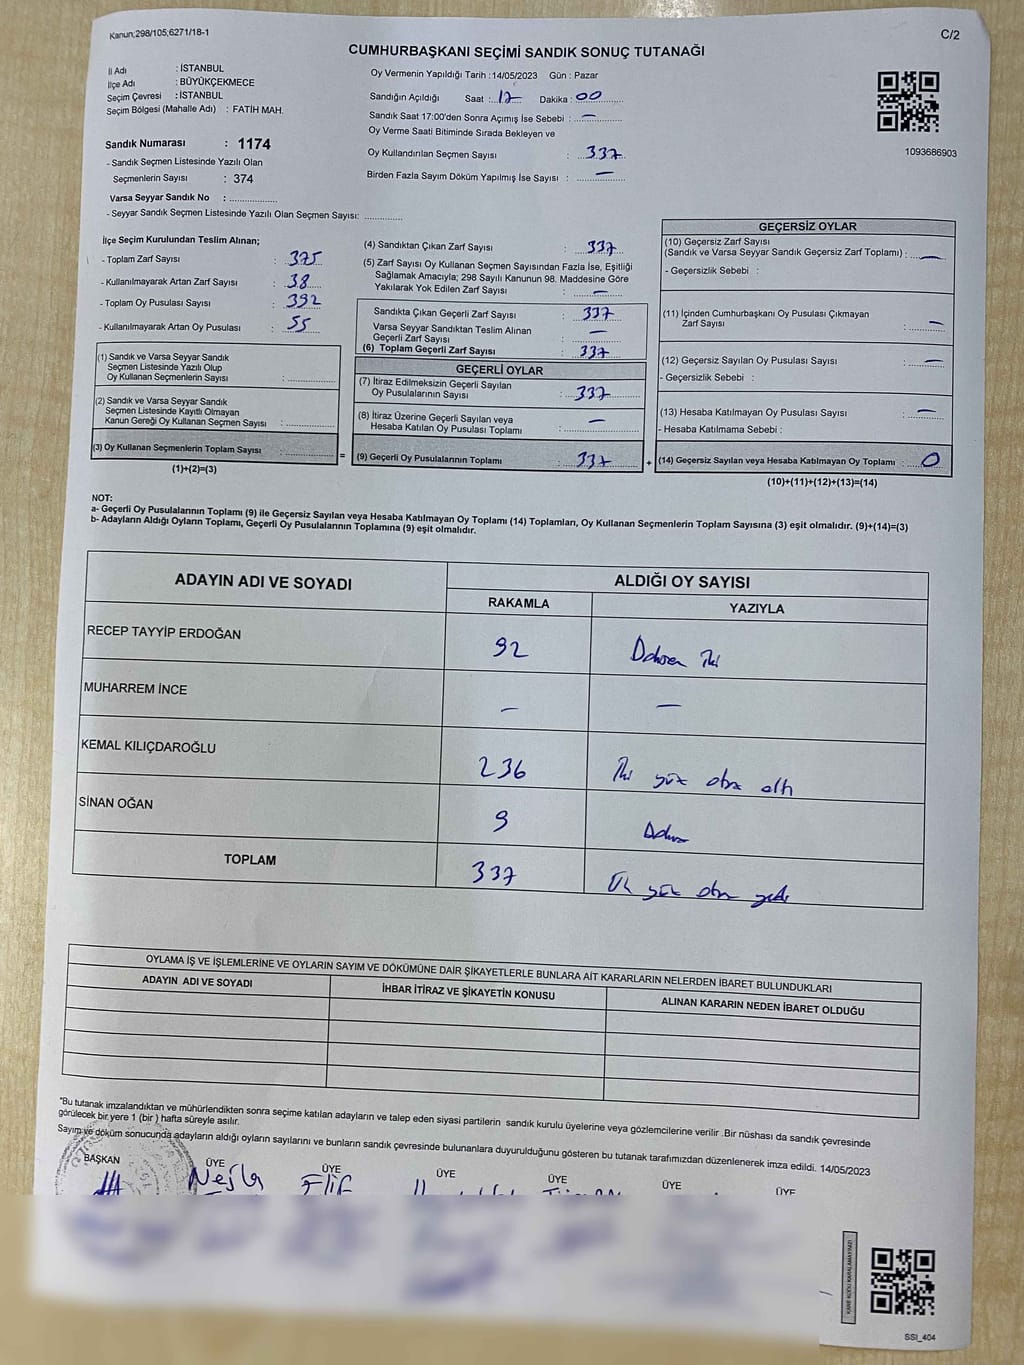 Kanun;298/105;6271/18-1
C/2
CUMHURBAŞKANI SEÇİMİ SANDIK SONUÇ TUTANAĞI
İl Adı : İSTANBUL
İlçe Adı : BÜYÜKÇEKMECE
Seçim Çevresi : İSTANBUL
Seçim Bölgesi (Mahalle Adı) : FATİH MAH.
Sandık Numarası : 1174
- Sandık Seçmen Listesinde Yazılı Olan
Seçmenlerin Sayısı : 374
Varsa Seyyar Sandık No : ..................
- Seyyar Sandık Seçmen Listesinde Yazılı Olan Seçmen Sayısı: ............
Oy Vermenin Yapıldığı Tarih : 14/05/2023 Gün : Pazar
Sandığın Açıldığı Saat : 17 Dakika : 00
Sandık Saat 17:00'den Sonra Açımış İse Sebebi : —
Oy Verme Saati Bitiminde Sırada Bekleyen ve
Oy Kullandırılan Seçmen Sayısı : 337
Birden Fazla Sayım Döküm Yapılmış İse Sayısı : —
1093686903
İlçe Seçim Kurulundan Teslim Alınan;
- Toplam Zarf Sayısı : 375
- Kullanılmayarak Artan Zarf Sayısı : 38
- Toplam Oy Pusulası Sayısı : 392
- Kullanılmayarak Artan Oy Pusulası : 55
(1) Sandık ve Varsa Seyyar Sandık
Seçmen Listesinde Yazılı Olup
Oy Kullanan Seçmenlerin Sayısı : ..............
(2) Sandık ve Varsa Seyyar Sandık
Seçmen Listesinde Kayıtlı Olmayan
Kanun Gereği Oy Kullanan Seçmen Sayısı : ..............
(3) Oy Kullanan Seçmenlerin Toplam Sayısı : ..............
(1)+(2)=(3)
(4) Sandıktan Çıkan Zarf Sayısı : 337
(5) Zarf Sayısı Oy Kullanan Seçmen Sayısından Fazla İse, Eşitliği
Sağlamak Amacıyla; 298 Sayılı Kanunun 98. Maddesine Göre
Yakılarak Yok Edilen Zarf Sayısı : —
Sandıkta Çıkan Geçerli Zarf Sayısı : 337
Varsa Seyyar Sandıktan Teslim Alınan
Geçerli Zarf Sayısı : —
(6) Toplam Geçerli Zarf Sayısı : 337
GEÇERLİ OYLAR
(7) İtiraz Edilmeksizin Geçerli Sayılan
Oy Pusulalarının Sayısı : 337
(8) İtiraz Üzerine Geçerli Sayılan veya
Hesaba Katılan Oy Pusulası Toplamı : —
= (9) Geçerli Oy Pusulalarının Toplamı : 337
GEÇERSİZ OYLAR
(10) Geçersiz Zarf Sayısı
(Sandık ve Varsa Seyyar Sandık Geçersiz Zarf Toplamı) : —
- Geçersizlik Sebebi :
(11) İçinden Cumhurbaşkanı Oy Pusulası Çıkmayan
Zarf Sayısı : —
(12) Geçersiz Sayılan Oy Pusulası Sayısı : —
- Geçersizlik Sebebi :
(13) Hesaba Katılmayan Oy Pusulası Sayısı : —
- Hesaba Katılmama Sebebi :
+ (14) Geçersiz Sayılan veya Hesaba Katılmayan Oy Toplamı : 0
(10)+(11)+(12)+(13)=(14)
NOT:
a- Geçerli Oy Pusulalarının Toplamı (9) ile Geçersiz Sayılan veya Hesaba Katılmayan Oy Toplamı (14) Toplamları, Oy Kullanan Seçmenlerin Toplam Sayısına (3) eşit olmalıdır. (9)+(14)=(3)
b- Adayların Aldığı Oyların Toplamı, Geçerli Oy Pusulalarının Toplamına (9) eşit olmalıdır.
ADAYIN ADI VE SOYADI ALDIĞI OY SAYISI
RAKAMLA YAZIYLA
RECEP TAYYİP ERDOĞAN 92 Doksan iki
MUHARREM İNCE — —
KEMAL KILIÇDAROĞLU 236 İki yüz otuz altı
SİNAN OĞAN 9 Dokuz
TOPLAM 337 Üç yüz otuz yedi
OYLAMA İŞ VE İŞLEMLERİNE VE OYLARIN SAYIM VE DÖKÜMÜNE DAİR ŞİKAYETLERLE BUNLARA AİT KARARLARIN NELERDEN İBARET BULUNDUKLARI
ADAYIN ADI VE SOYADI İHBAR İTİRAZ VE ŞİKAYETİN KONUSU ALINAN KARARIN NEDEN İBARET OLDUĞU
*Bu tutanak imzalandıktan ve mühürlendikten sonra seçime katılan adayların ve talep eden siyasi partilerin sandık kurulu üyelerine veya gözlemcilerine verilir .Bir nüshası da sandık çevresinde
görülecek bir yere 1 (bir ) hafta süreyle asılır.
Sayım ve döküm sonucunda adayların aldığı oyların sayılarını ve bunların sandık çevresinde bulunanlara duyurulduğunu gösteren bu tutanak tarafımızdan düzenlenerek imza edildi. 14/05/2023
BAŞKAN ÜYE ÜYE ÜYE ÜYE ÜYE ÜYE
Nesla Elif
KARE KODU KARALAMAYINIZ!
SSI_404